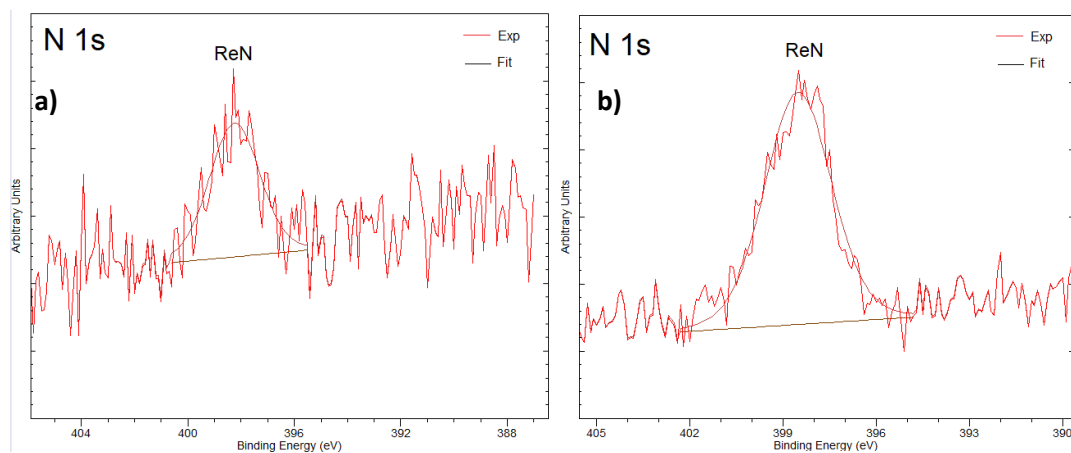 N 1s
ReN
Exp
Fit
a)
Arbitrary Units
404 400 396 392 388
Binding Energy (eV)
N 1s
ReN
Exp
Fit
b)
Arbitrary Units
405 402 399 396 393 390
Binding Energy (eV)